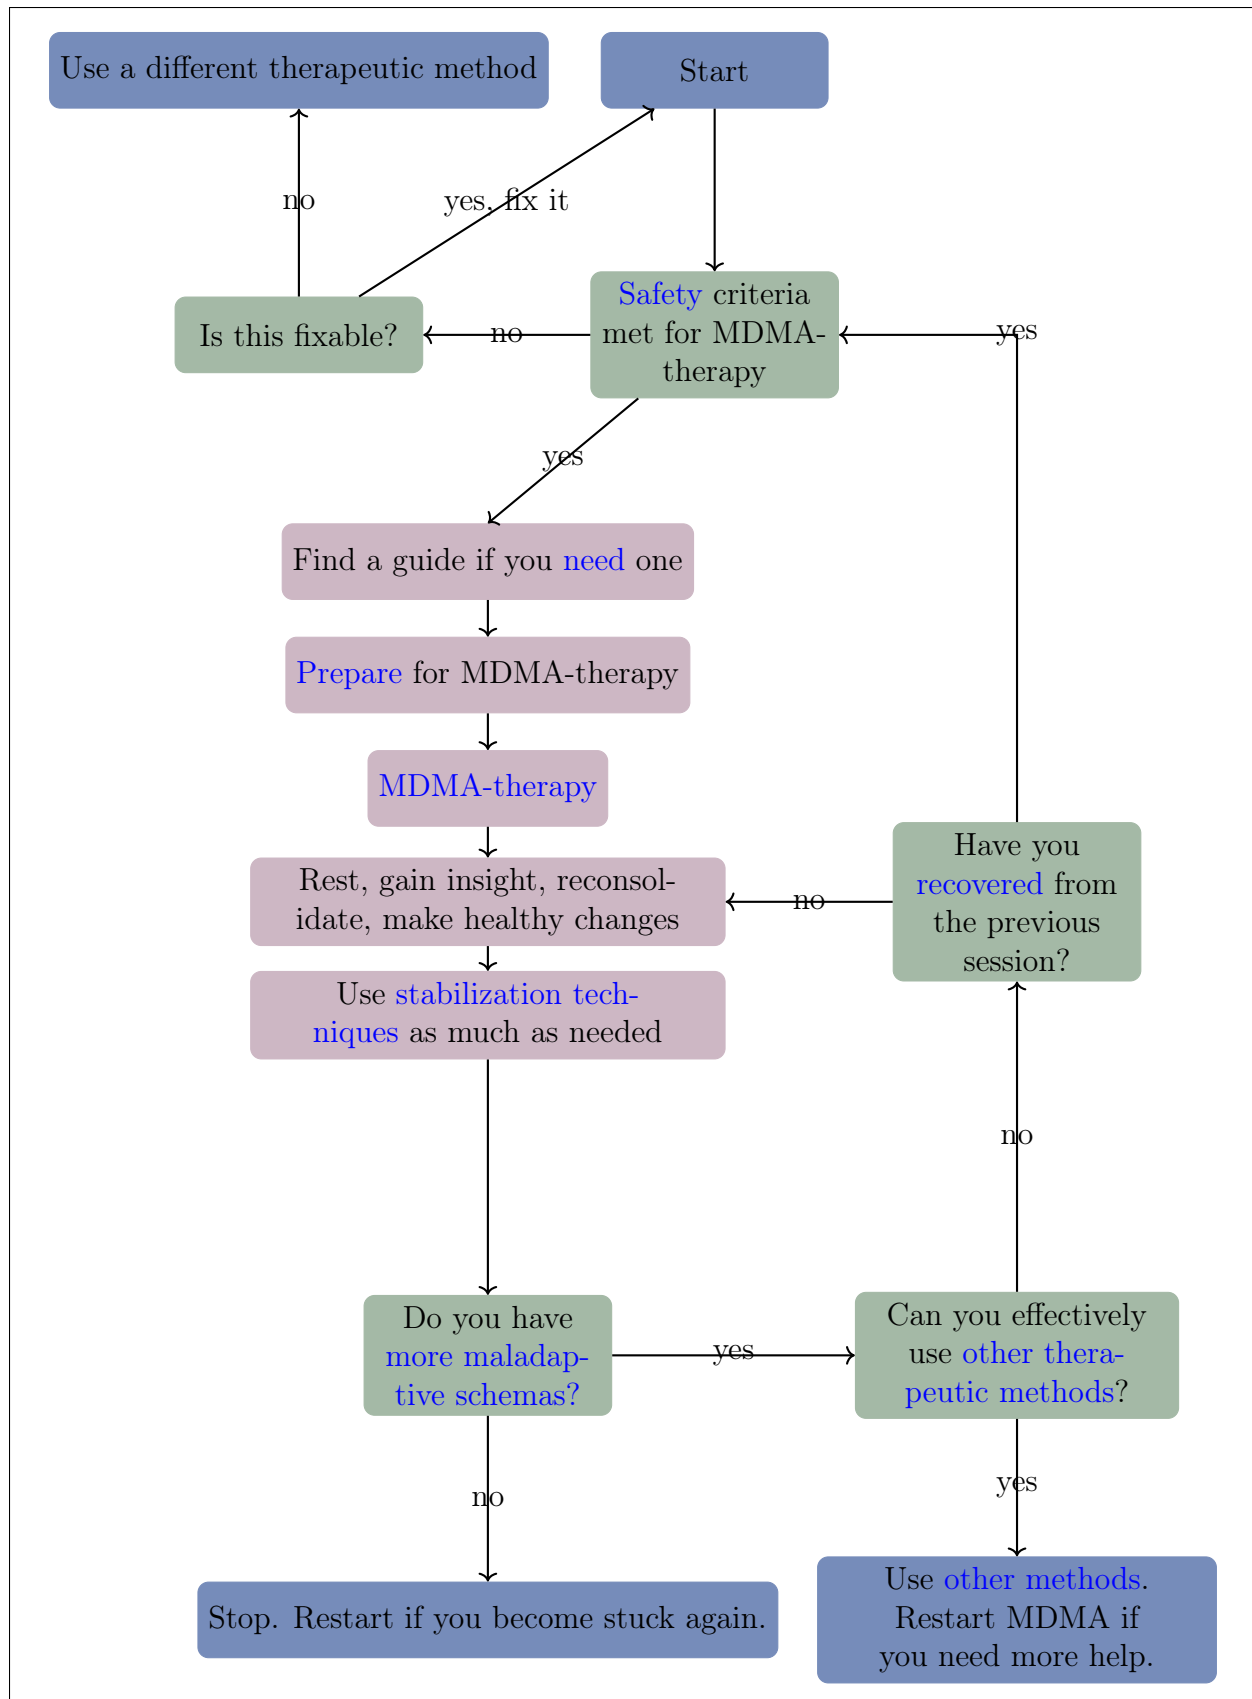 Use a different therapeutic method
Start
no
yes, fix it
Is this fixable?
no
Safety criteria
met for MDMA-
therapy
yes
yes
Find a guide if you need one
Prepare for MDMA-therapy
MDMA-therapy
Rest, gain insight, reconsol-
idate, make healthy changes
no
Have you
recovered from
the previous
session?
Use stabilization tech-
niques as much as needed
no
Do you have
more maladap-
tive schemas?
yes
Can you effectively
use other thera-
peutic methods?
no
yes
Stop. Restart if you become stuck again.
Use other methods.
Restart MDMA if
you need more help.